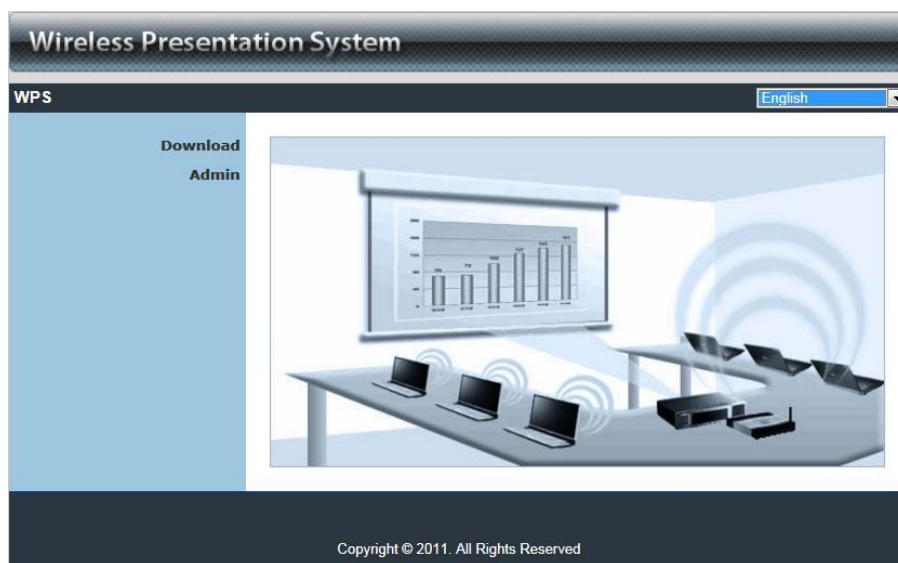 Wireless Presentation System
WPS
English
Download
Admin
Copyright © 2011. All Rights Reserved